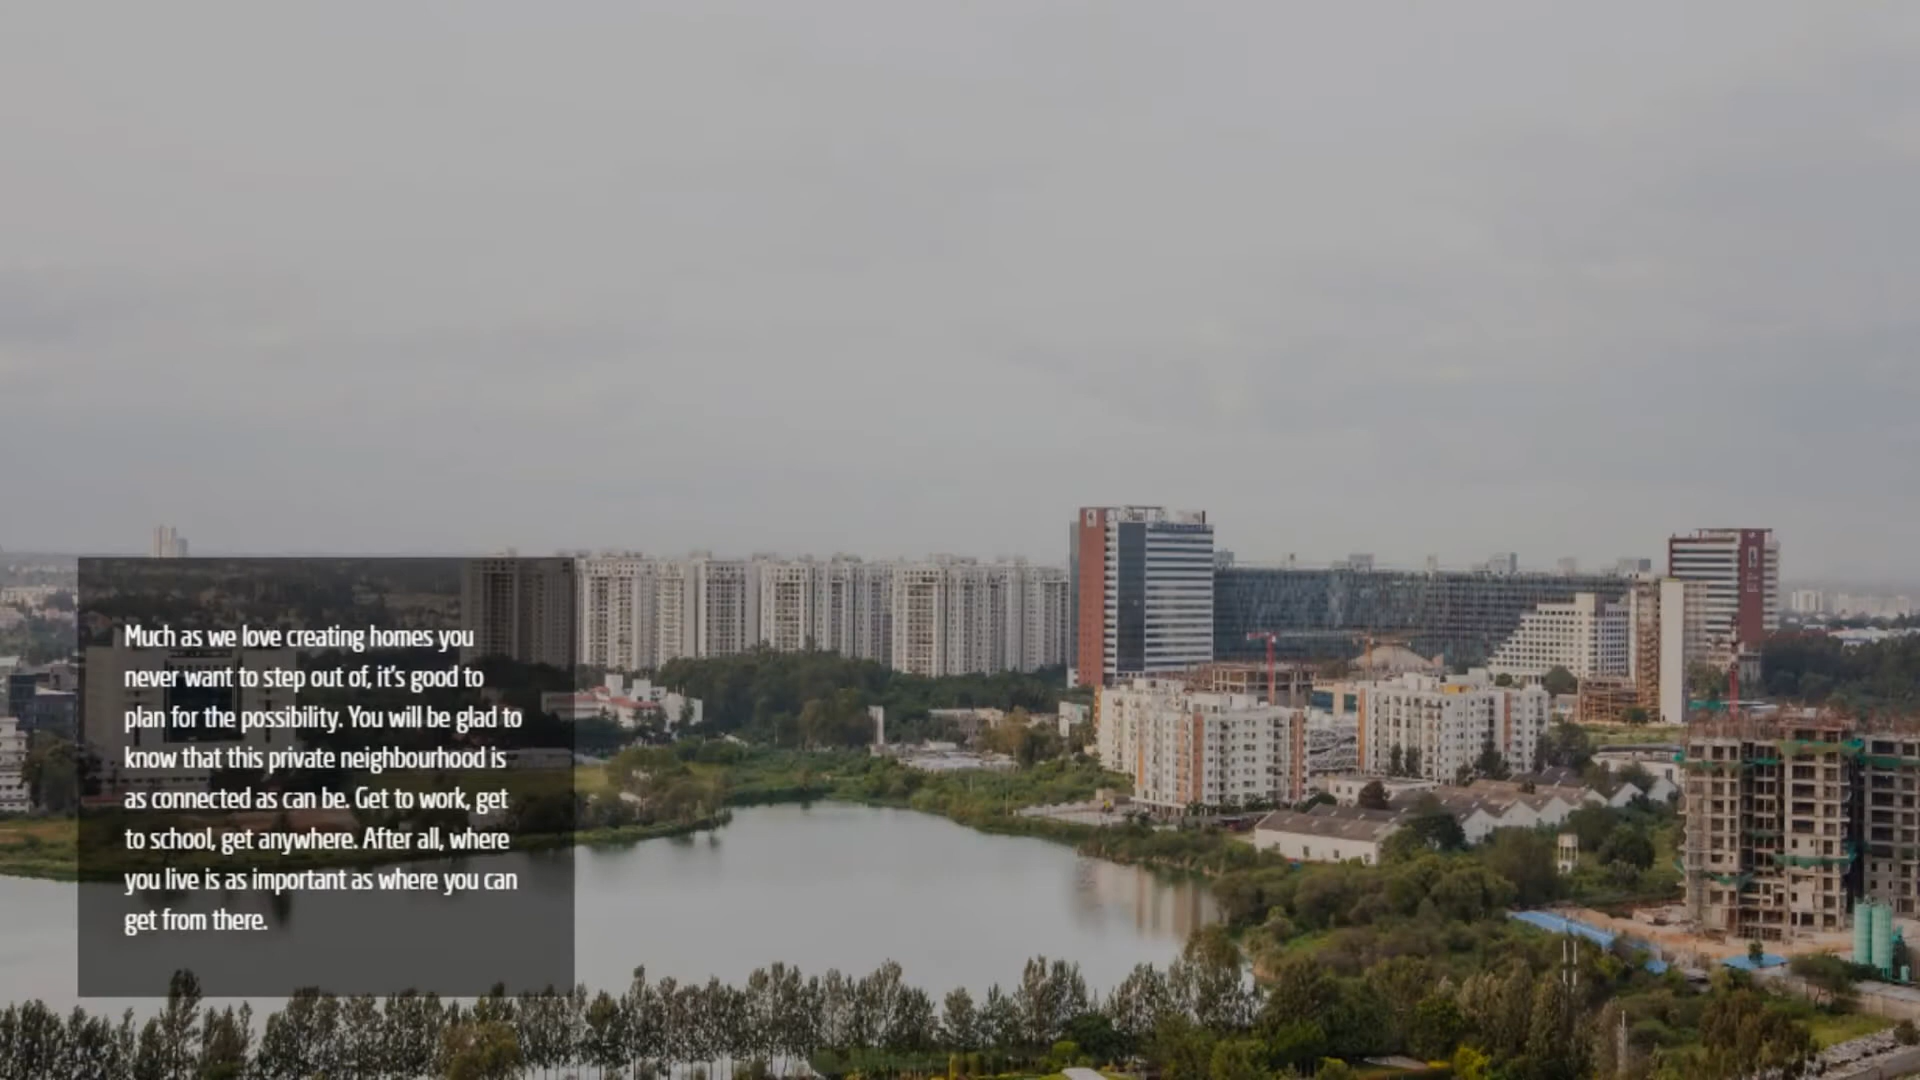 Much as we love creating homes you
never want to step out of, it's good to
plan for the possibility. You will be glad to
know that this private neighbourhood is
as connected as can be. Get to work, get
to school, get anywhere. After all, where
you live is as important as where you can
get from there.